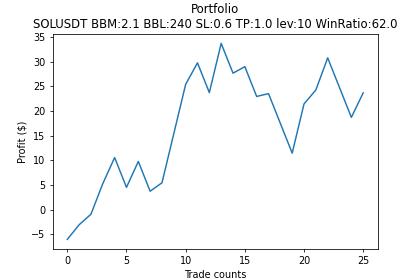 Portfolio
SOLUSDT BBM:2.1 BBL:240 SL:0.6 TP:1.0 lev:10 WinRatio:62.0
35
30
25
20
15
10
5
0
−5
Profit ($)
0 5 10 15 20 25
Trade counts